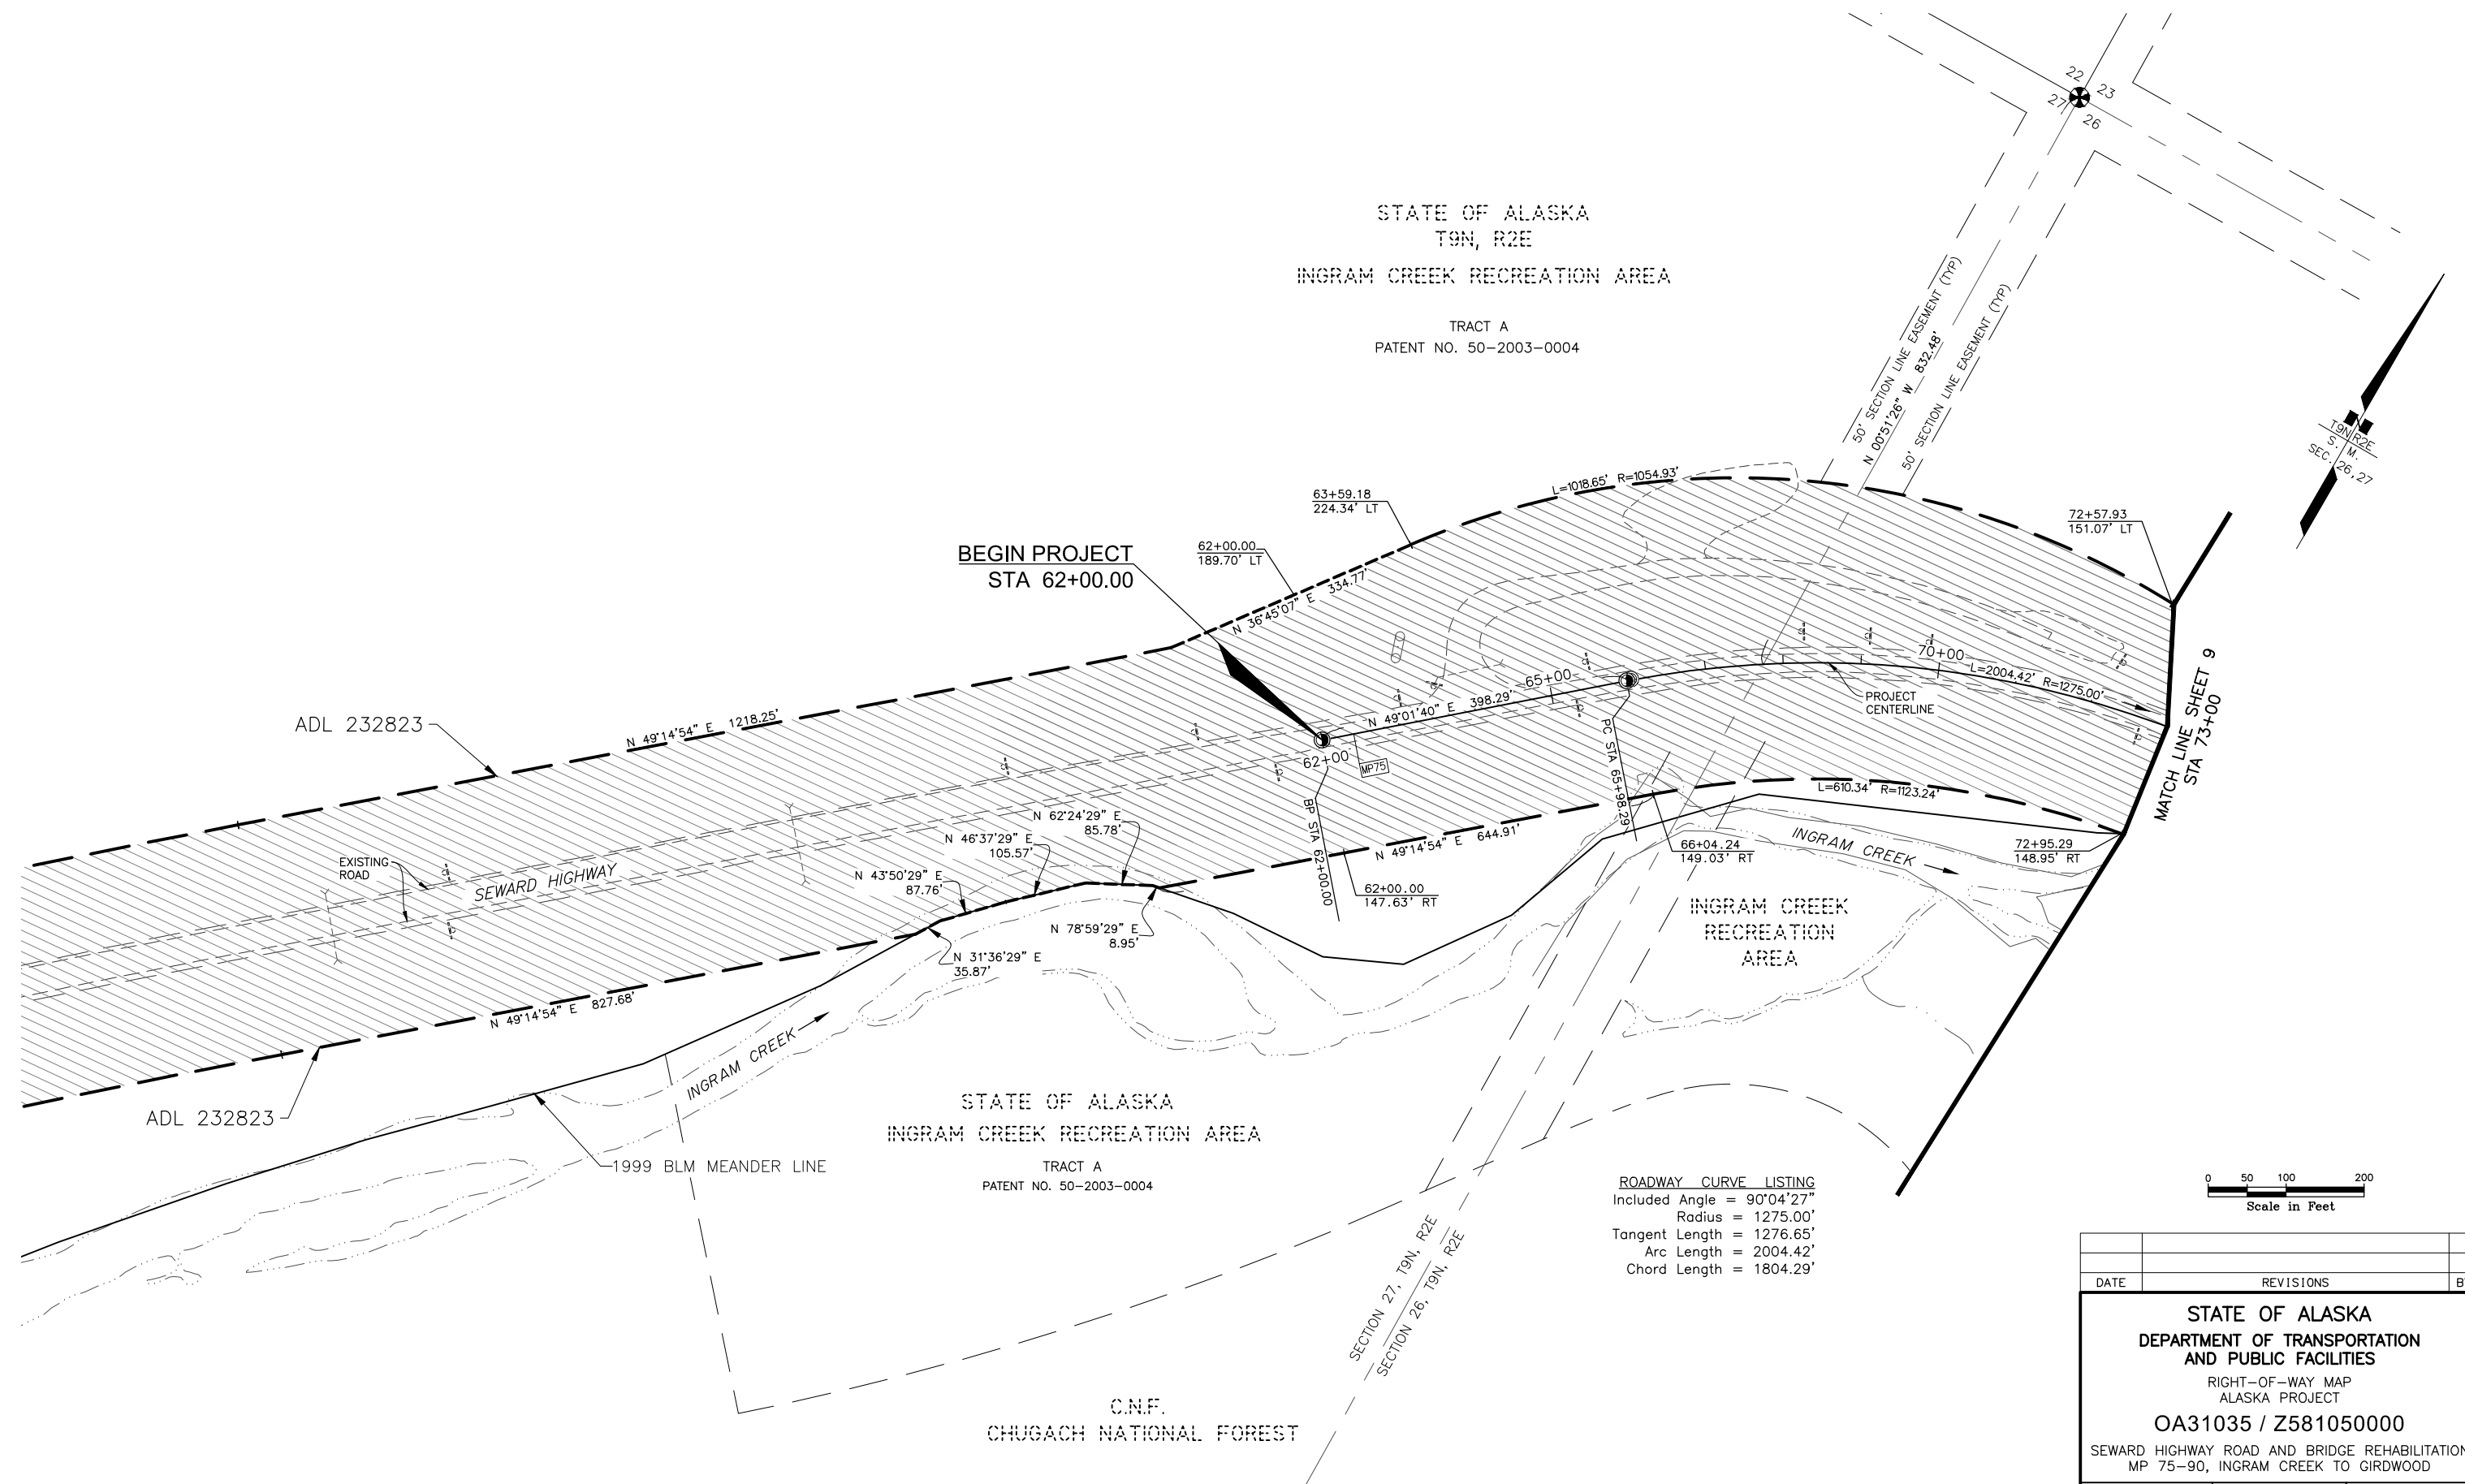 22
23
27
26
STATE OF ALASKA
T9N, R2E
INGRAM CREEK RECREATION AREA
TRACT A
PATENT NO. 50-2003-0004
50' SECTION LINE EASEMENT (TYP)
N 00°51'26" W 832.48'
50' SECTION LINE EASEMENT (TYP)
N
T9N R2E
S. M.
SEC. 26,27
L=1018.65' R=1054.93'
63+59.18
224.34' LT
72+57.93
151.07' LT
BEGIN PROJECT
STA 62+00.00
62+00.00
189.70' LT
N 36°45'07" E 334.77'
ADL 232823
N 49°14'54" E 1218.25'
65+00
70+00
L=2004.42' R=1275.00'
N 49°01'40" E 398.29'
PROJECT
CENTERLINE
MATCH LINE SHEET 9
STA 73+00
62+00
MP75
PC STA 65+98.29
BP STA 62+00.00
L=610.34' R=1123.24'
N 62°24'29" E
85.78'
N 46°37'29" E
105.57'
N 43°50'29" E
87.76'
EXISTING
ROAD
SEWARD HIGHWAY
N 49°14'54" E 644.91'
INGRAM CREEK
66+04.24
149.03' RT
72+95.29
148.95' RT
62+00.00
147.63' RT
INGRAM CREEK
RECREATION
AREA
N 78°59'29" E
8.95'
N 31°36'29" E
35.87'
N 49°14'54" E 827.68'
INGRAM CREEK
ADL 232823
STATE OF ALASKA
INGRAM CREEK RECREATION AREA
TRACT A
PATENT NO. 50-2003-0004
1999 BLM MEANDER LINE
ROADWAY CURVE LISTING
Included Angle = 90°04'27"
Radius = 1275.00'
Tangent Length = 1276.65'
Arc Length = 2004.42'
Chord Length = 1804.29'
SECTION 27, T9N, R2E
SECTION 26, T9N, R2E
C.N.F.
CHUGACH NATIONAL FOREST
0 50 100 200
Scale in Feet
DATE REVISIONS
STATE OF ALASKA
DEPARTMENT OF TRANSPORTATION
AND PUBLIC FACILITIES
RIGHT-OF-WAY MAP
ALASKA PROJECT
OA31035 / Z581050000
SEWARD HIGHWAY ROAD AND BRIDGE REHABILITATION
MP 75-90, INGRAM CREEK TO GIRDWOOD